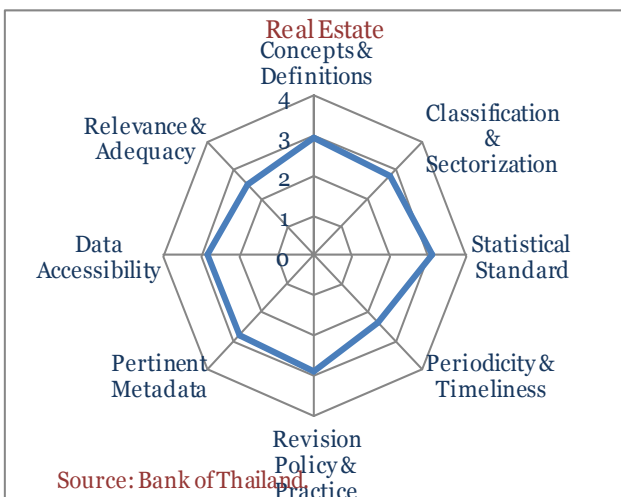 Real Estate
Concepts &
Definitions
4
3
2
1
0
Classification
&
Sectorization
Statistical
Standard
Periodicity &
Timeliness
Revision
Policy &
Practice
Pertinent
Metadata
Data
Accessibility
Relevance &
Adequacy
Source: Bank of Thailand.